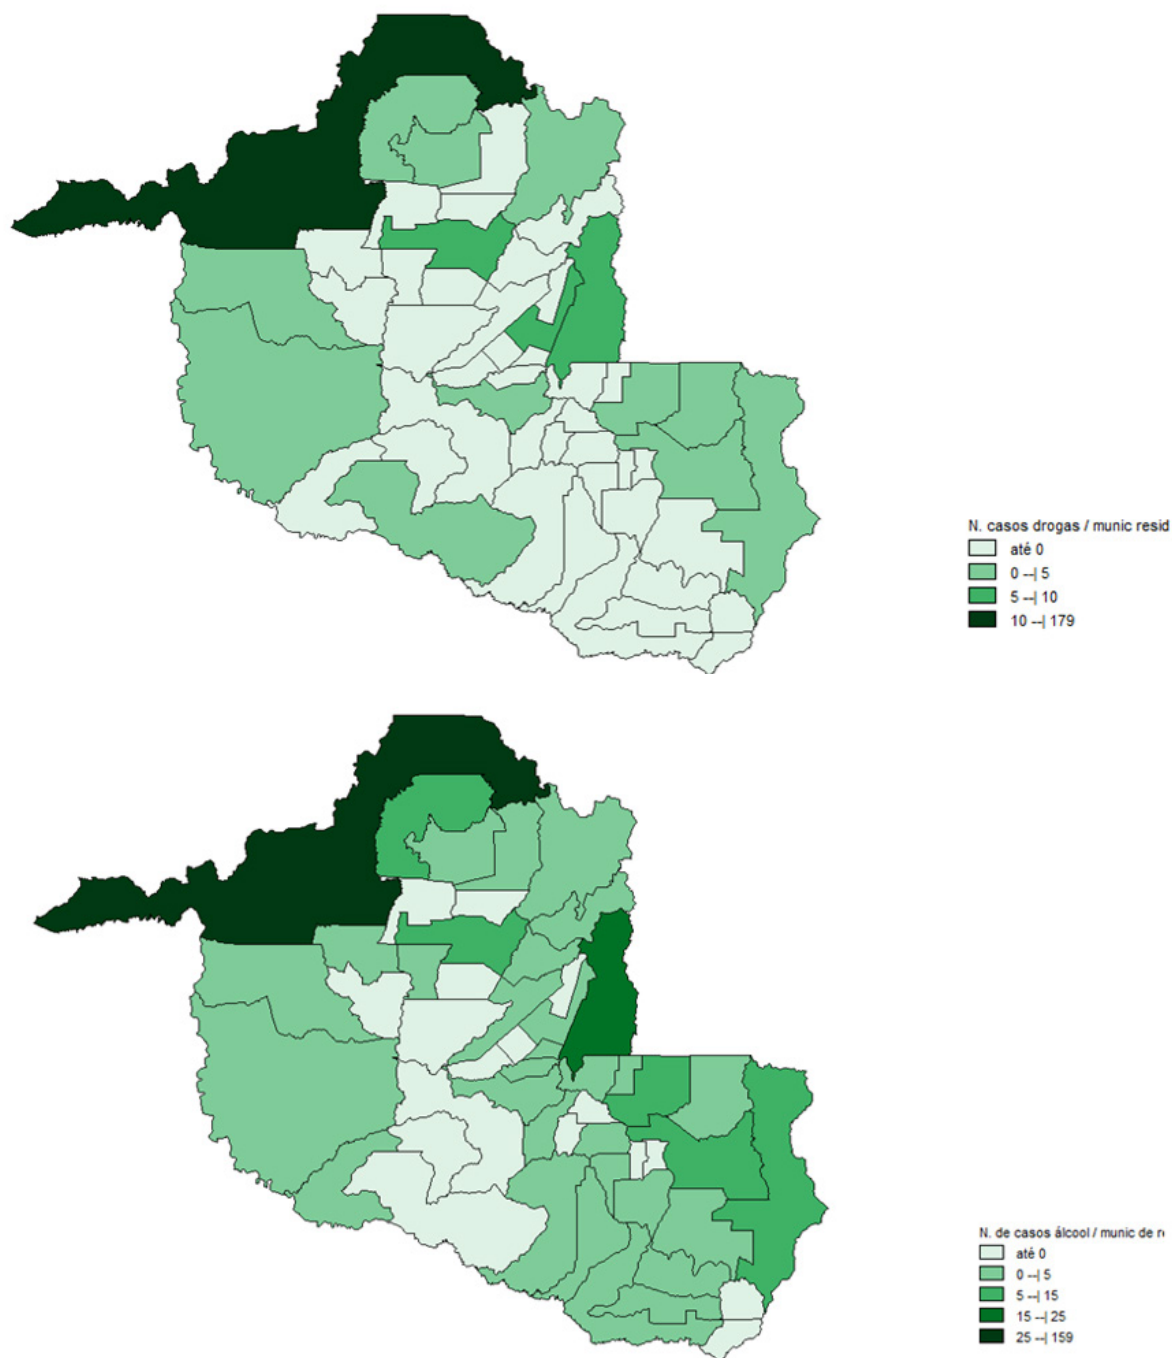 N. casos drogas / munic resid
até 0
0 --| 5
5 --| 10
10 --| 179
N. de casos álcool / munic de
até 0
0 --| 5
5 --| 15
15 --| 25
25 --| 159